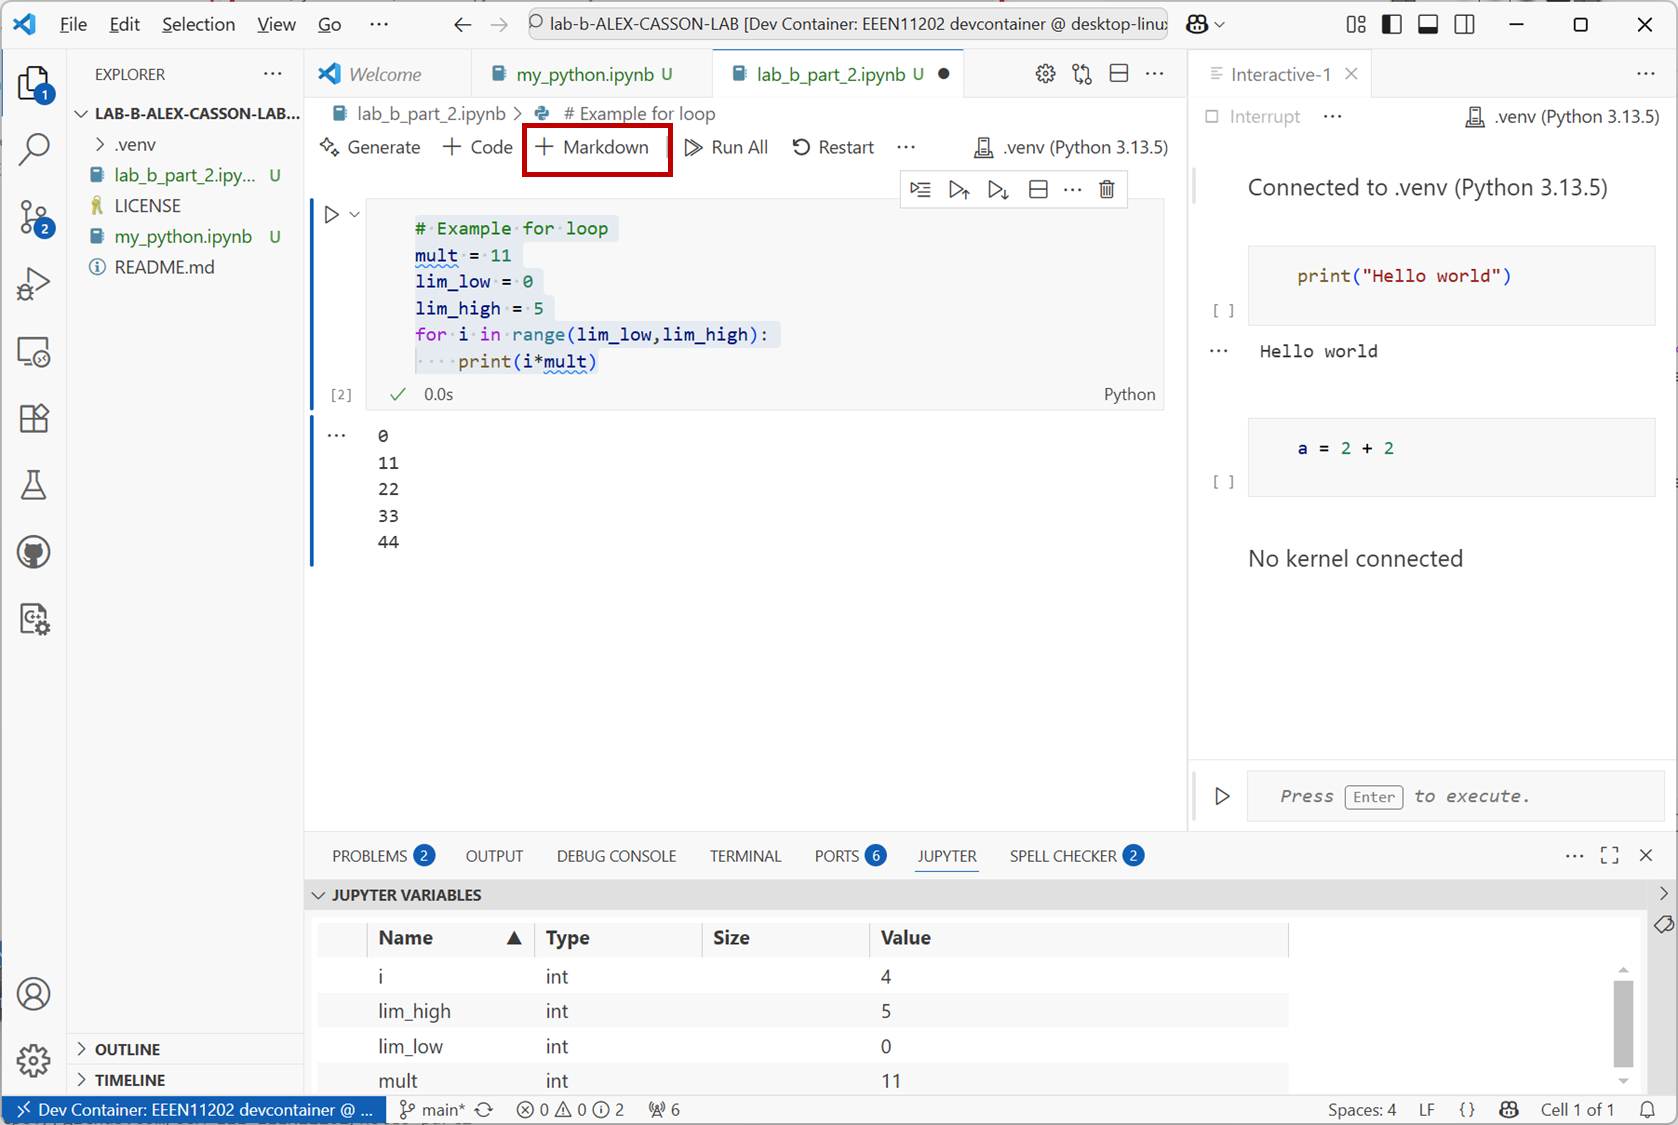 File Edit Selection View Go ··· lab-b-ALEX-CASSON-LAB [Dev Container: EEEN11202 devcontainer @ desktop-linux
EXPLORER ···
LAB-B-ALEX-CASSON-LAB...
.venv
lab_b_part_2.ipy... U
LICENSE
my_python.ipynb U
README.md
OUTLINE
TIMELINE
1
2
Welcome my_python.ipynb U lab_b_part_2.ipynb U ● ···
lab_b_part_2.ipynb > # Example for loop
Generate + Code + Markdown Run All Restart ··· .venv (Python 3.13.5)
# Example for loop
mult = 11
lim_low = 0
lim_high = 5
for i in range(lim_low,lim_high):
print(i*mult)
[2] ✓ 0.0s Python
··· 0
11
22
33
44
Interactive-1 ···
Interrupt ··· .venv (Python 3.13.5)
Connected to .venv (Python 3.13.5)
print("Hello world")
[ ]
··· Hello world
a = 2 + 2
[ ]
No kernel connected
Press Enter to execute.
PROBLEMS 2 OUTPUT DEBUG CONSOLE TERMINAL PORTS 6 JUPYTER SPELL CHECKER 2 ···
JUPYTER VARIABLES
Name ▲ Type Size Value
i int 4
lim_high int 5
lim_low int 0
mult int 11
Dev Container: EEEN11202 devcontainer @ ... main* 0 0 2 6 Spaces: 4 LF {} Cell 1 of 1